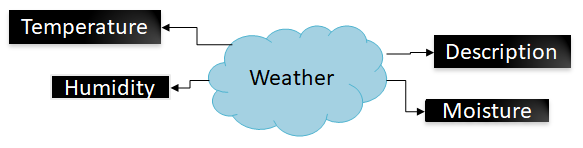 Temperature
Description
Weather
Humidity
Moisture